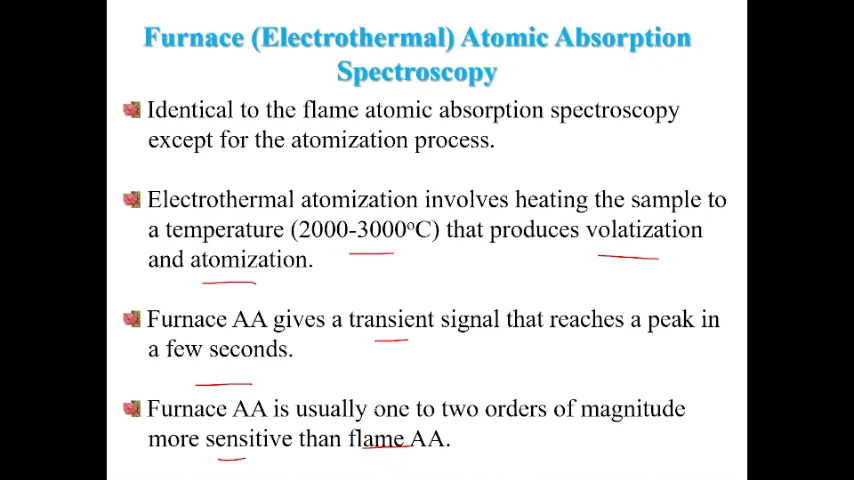 Furnace (Electrothermal) Atomic Absorption
Spectroscopy
Identical to the flame atomic absorption spectroscopy
except for the atomization process.
Electrothermal atomization involves heating the sample to
a temperature (2000-3000°C) that produces volatization
and atomization.
Furnace AA gives a transient signal that reaches a peak in
a few seconds.
Furnace AA is usually one to two orders of magnitude
more sensitive than flame AA.